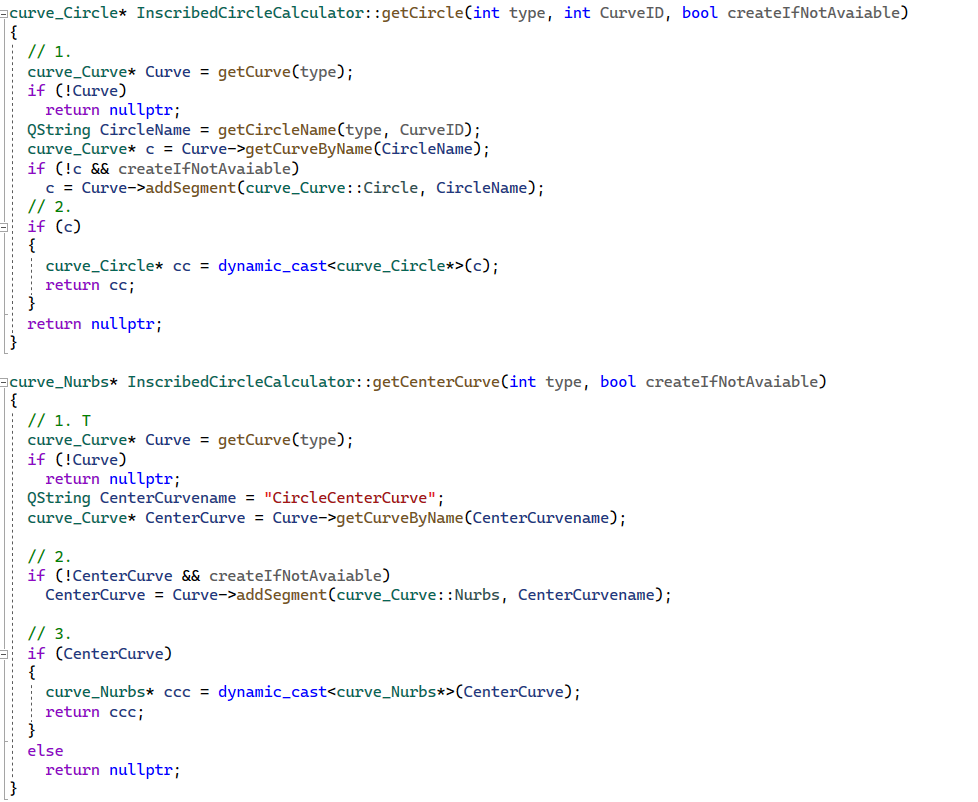 curve_Circle* InscribedCircleCalculator::getCircle(int type, int CurveID, bool createIfNotAvaiable)
{
  // 1.
  curve_Curve* Curve = getCurve(type);
  if (!Curve)
    return nullptr;
  QString CircleName = getCircleName(type, CurveID);
  curve_Curve* c = Curve->getCurveByName(CircleName);
  if (!c && createIfNotAvaiable)
    c = Curve->addSegment(curve_Curve::Circle, CircleName);
  // 2.
  if (c)
  {
    curve_Circle* cc = dynamic_cast<curve_Circle*>(c);
    return cc;
  }
  return nullptr;
}

curve_Nurbs* InscribedCircleCalculator::getCenterCurve(int type, bool createIfNotAvaiable)
{
  // 1. T
  curve_Curve* Curve = getCurve(type);
  if (!Curve)
    return nullptr;
  QString CenterCurvename = "CircleCenterCurve";
  curve_Curve* CenterCurve = Curve->getCurveByName(CenterCurvename);

  // 2.
  if (!CenterCurve && createIfNotAvaiable)
    CenterCurve = Curve->addSegment(curve_Curve::Nurbs, CenterCurvename);

  // 3.
  if (CenterCurve)
  {
    curve_Nurbs* ccc = dynamic_cast<curve_Nurbs*>(CenterCurve);
    return ccc;
  }
  else
    return nullptr;
}